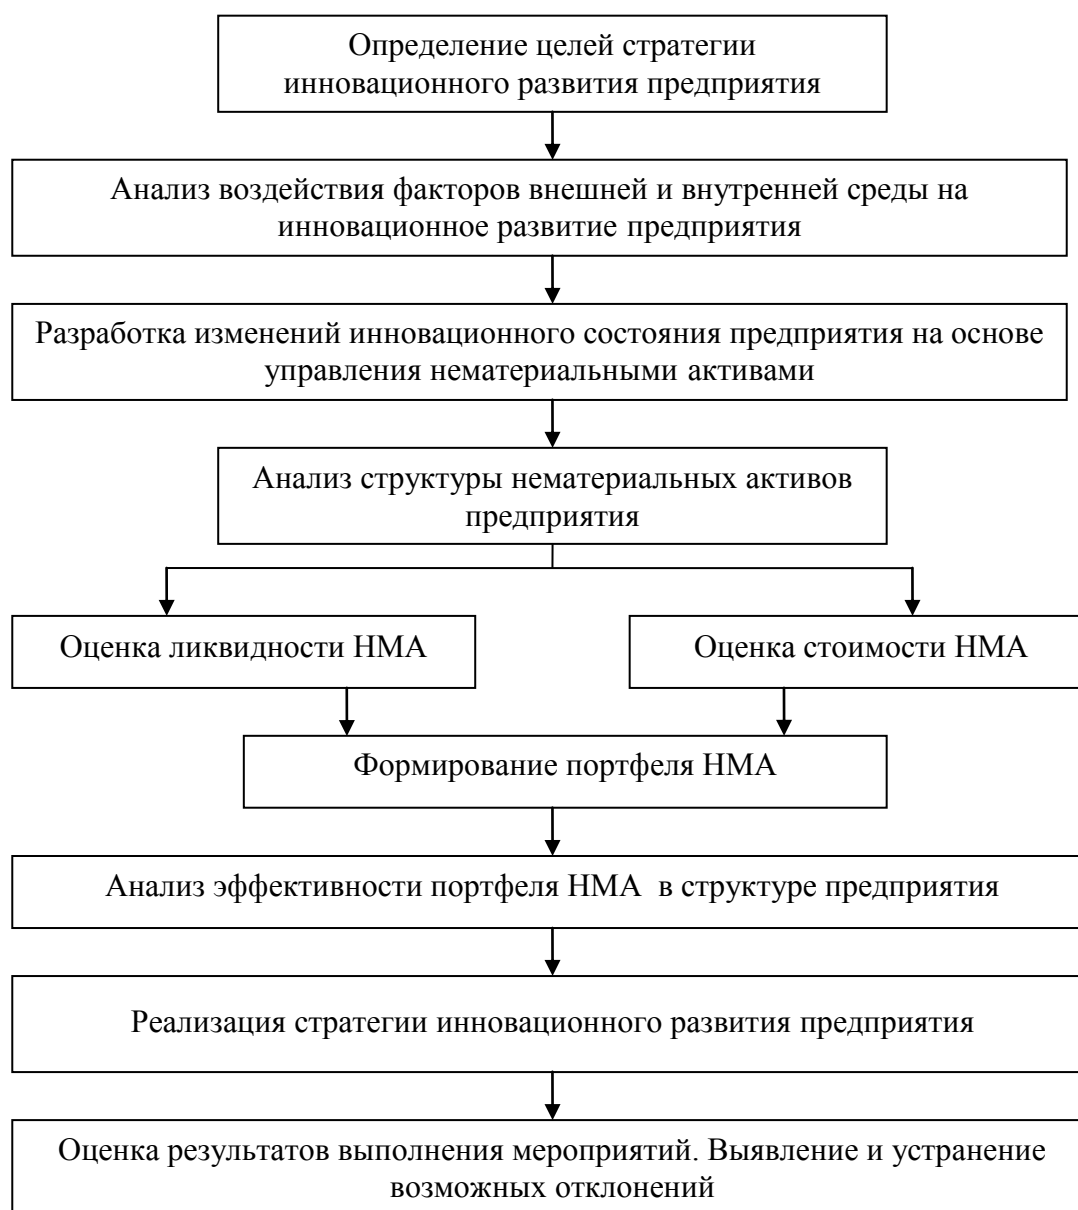 Определение целей стратегии
инновационного развития предприятия
Анализ воздействия факторов внешней и внутренней среды на
инновационное развитие предприятия
Разработка изменений инновационного состояния предприятия на основе
управления нематериальными активами
Анализ структуры нематериальных активов
предприятия
Оценка ликвидности НМА
Оценка стоимости НМА
Формирование портфеля НМА
Анализ эффективности портфеля НМА в структуре предприятия
Реализация стратегии инновационного развития предприятия
Оценка результатов выполнения мероприятий. Выявление и устранение
возможных отклонений